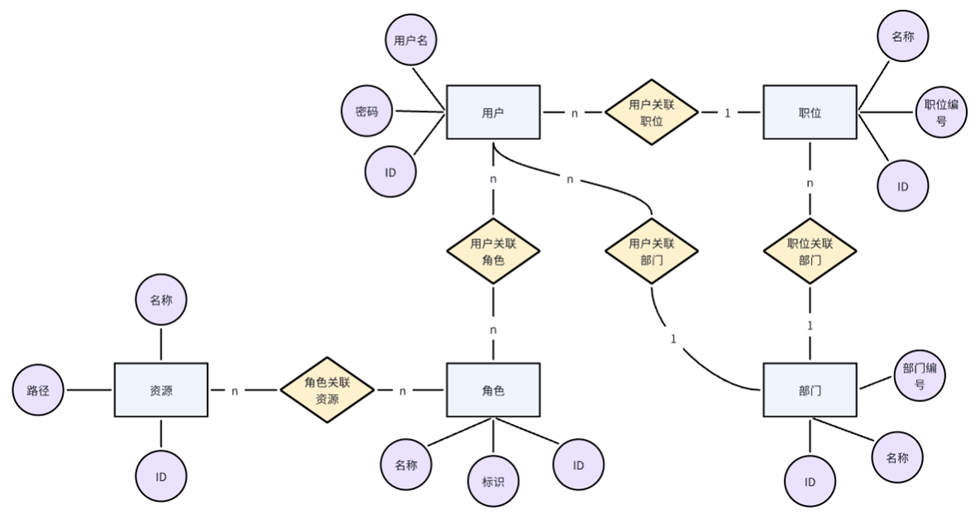 用户名
名称
密码
用户
n
用户关联
职位
1
职位
职位编
号
ID
ID
n
n
n
用户关联
角色
用户关联
部门
职位关联
部门
名称
n
1
1
路径
资源
n
角色关联
资源
n
角色
部门
部门编
号
名称
ID
名称
ID
标识
ID